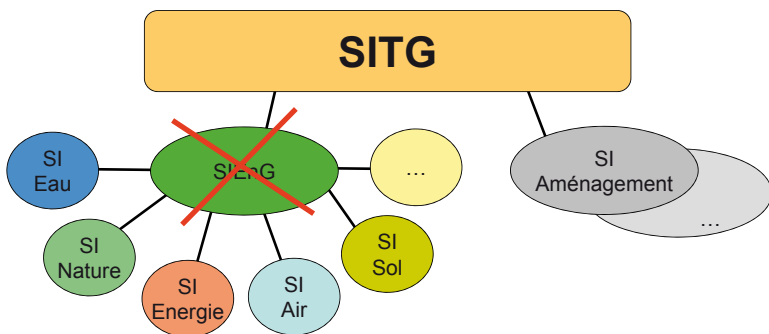 SITG
SIEnG
SI
Eau
SI
Nature
SI
Energie
SI
Air
SI
Sol
...
SI
Aménagement
...